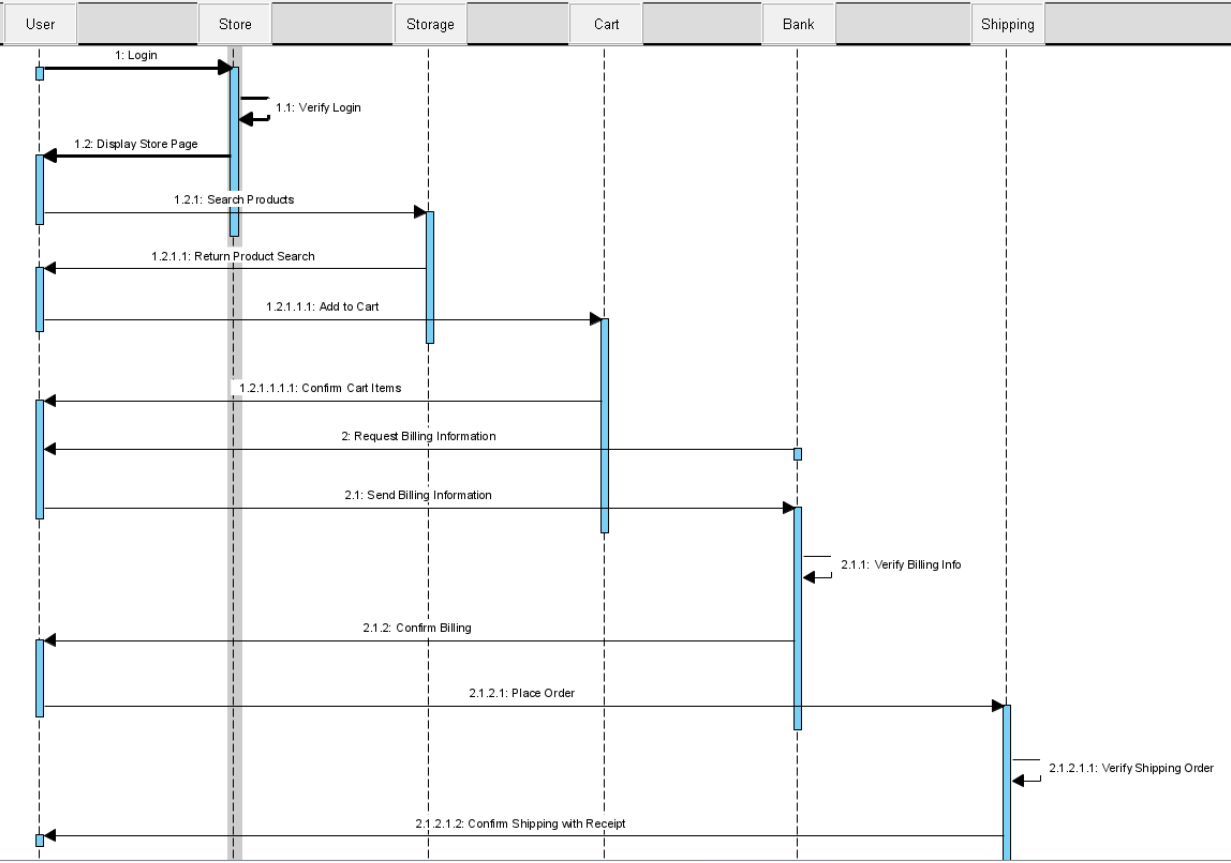 User Store Storage Cart Bank Shipping
1: Login
1.1: Verify Login
1.2: Display Store Page
1.2.1: Search Products
1.2.1.1: Return Product Search
1.2.1.1.1: Add to Cart
1.2.1.1.1.1: Confirm Cart Items
2: Request Billing Information
2.1: Send Billing Information
2.1.1: Verify Billing Info
2.1.2: Confirm Billing
2.1.2.1: Place Order
2.1.2.1.1: Verify Shipping Order
2.1.2.1.2: Confirm Shipping with Receipt